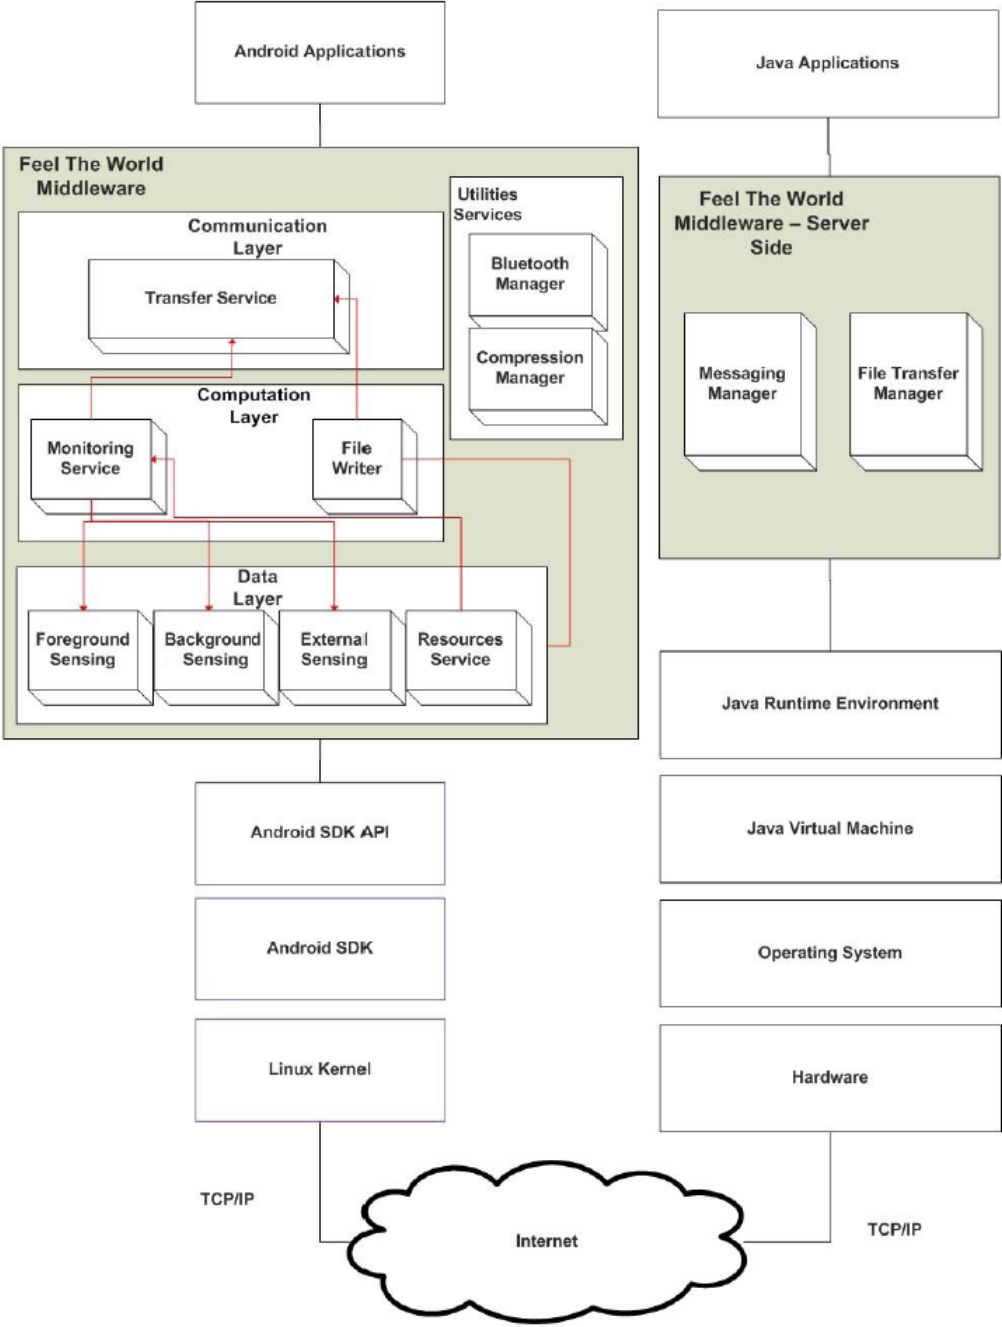 Android Applications
Java Applications
Feel The World
Middleware
Utilities
Services
Communication
Layer
Bluetooth
Manager
Transfer Service
Compression
Manager
Computation
Layer
Monitoring
Service
File
Writer
Data
Layer
Foreground
Sensing
Background
Sensing
External
Sensing
Resources
Service
Feel The World
Middleware – Server
Side
Messaging
Manager
File Transfer
Manager
Android SDK API
Android SDK
Linux Kernel
Java Runtime Environment
Java Virtual Machine
Operating System
Hardware
TCP/IP
Internet
TCP/IP